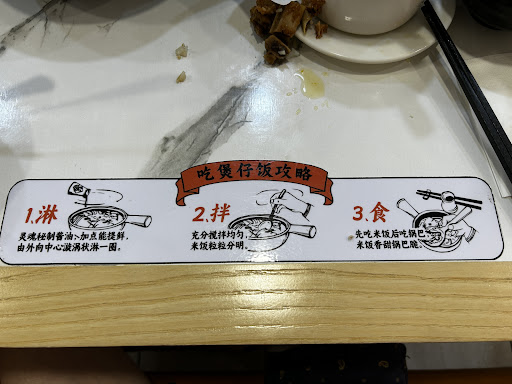 吃煲仔饭攻略
1.淋
灵魂秘制酱油、加点能提鲜,
由外向中心漩涡状淋一圈。
2.拌
充分搅拌均匀,
米饭粒粒分明。
3.食
先吃米饭后吃锅巴
米饭香甜锅巴脆